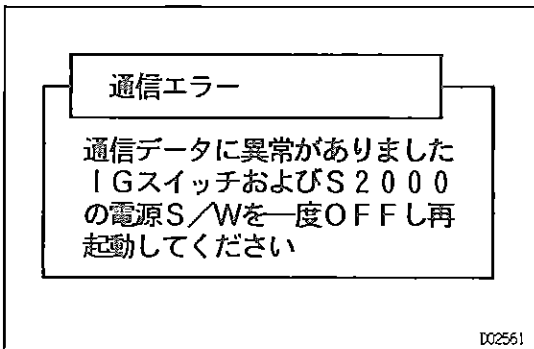 通信エラー
通信データに異常がありました
IGスイッチおよびS2000
の電源S/Wを一度OFFし再
起動してください
D02561